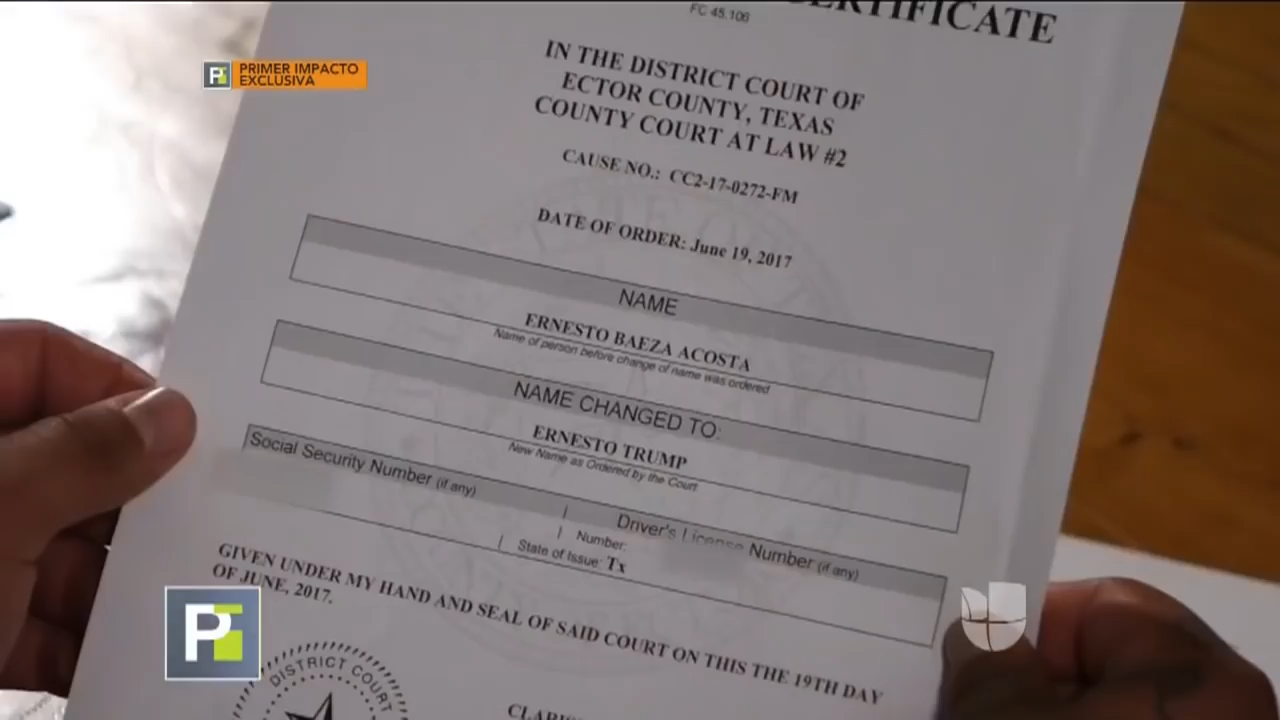 CERTIFICATE
FC 45.106
PRIMER IMPACTO
EXCLUSIVA
IN THE DISTRICT COURT OF
ECTOR COUNTY, TEXAS
COUNTY COURT AT LAW #2
CAUSE NO.: CC2-17-0272-FM
DATE OF ORDER: June 19, 2017
NAME
ERNESTO BAEZA ACOSTA
Name of person before change of name was ordered
NAME CHANGED TO:
ERNESTO TRUMP
New Name as Ordered by the Court
Social Security Number (if any)
Driver's License Number (if any)
Number:
State of Issue: Tx
GIVEN UNDER MY HAND AND SEAL OF SAID COURT ON THIS THE 19TH DAY
OF JUNE, 2017.
DISTRICT COURT